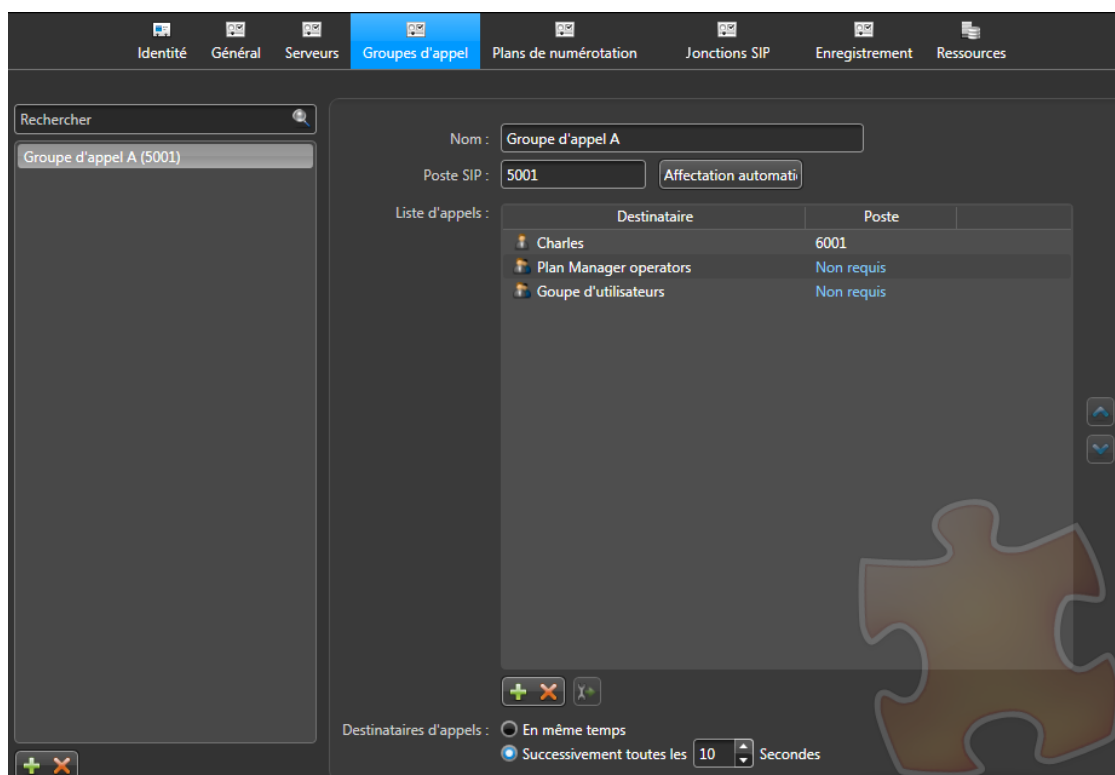 Identité Général Serveurs Groupes d'appel Plans de numérotation Jonctions SIP Enregistrement Ressources
Rechercher
Groupe d'appel A (5001)
Nom : Groupe d'appel A
Poste SIP : 5001 Affectation automati
Liste d'appels : Destinataire Poste
Charles 6001
Plan Manager operators Non requis
Goupe d'utilisateurs Non requis
Destinataires d'appels : En même temps
Successivement toutes les 10 Secondes